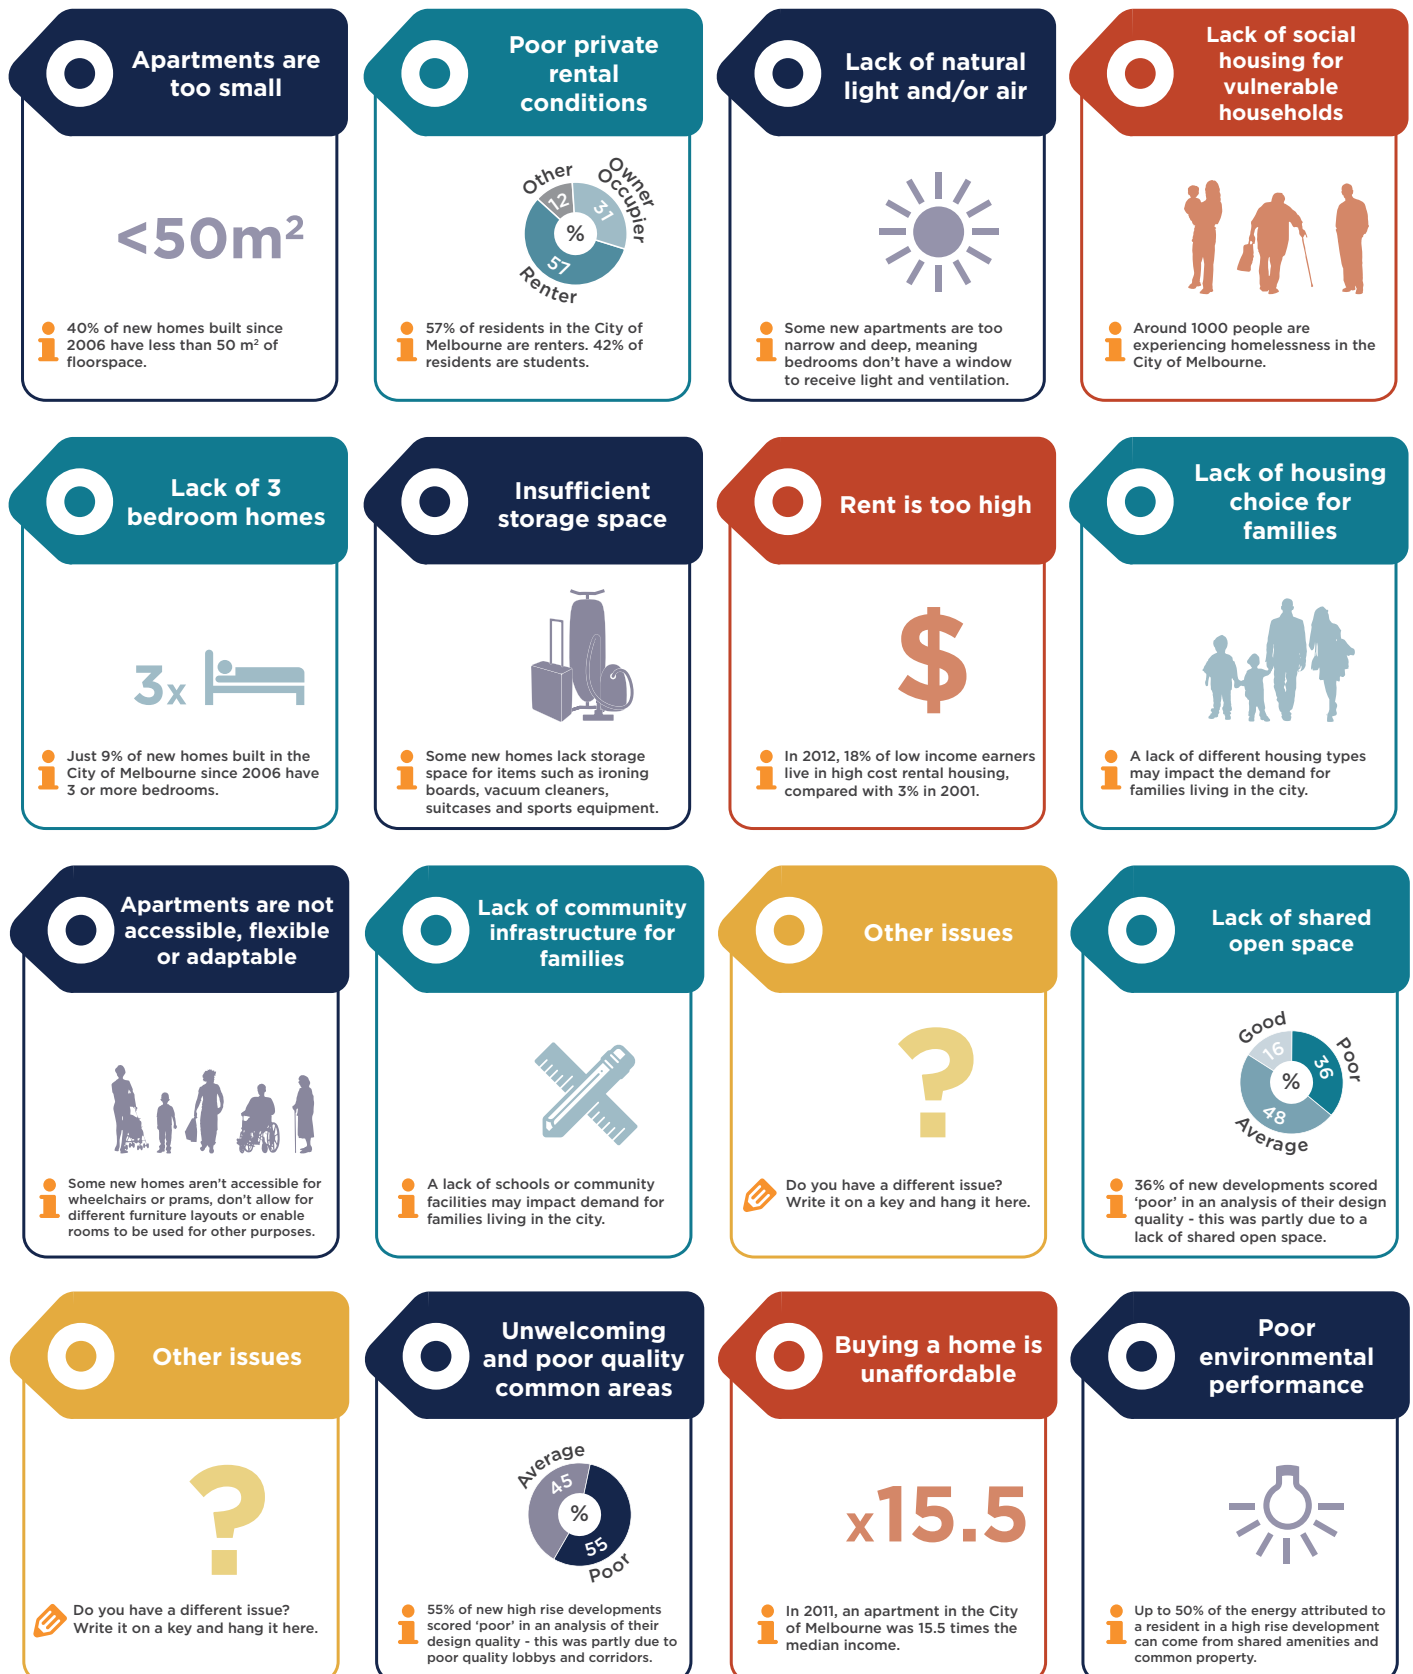 Apartments are
too small
<50m²
40% of new homes built since
2006 have less than 50 m² of
floorspace.
Poor private
rental
conditions
Other
Owner
Occupier
12
31
%
57
Renter
57% of residents in the City of
Melbourne are renters. 42% of
residents are students.
Lack of natural
light and/or air
Some new apartments are too
narrow and deep, meaning
bedrooms don't have a window
to receive light and ventilation.
Lack of social
housing for
vulnerable
households
Around 1000 people are
experiencing homelessness in the
City of Melbourne.
Lack of 3
bedroom homes
3x
Just 9% of new homes built in the
City of Melbourne since 2006 have
3 or more bedrooms.
Insufficient
storage space
Some new homes lack storage
space for items such as ironing
boards, vacuum cleaners,
suitcases and sports equipment.
Rent is too high
$
In 2012, 18% of low income earners
live in high cost rental housing,
compared with 3% in 2001.
Lack of housing
choice for
families
A lack of different housing types
may impact the demand for
families living in the city.
Apartments are not
accessible, flexible
or adaptable
Some new homes aren't accessible for
wheelchairs or prams, don't allow for
different furniture layouts or enable
rooms to be used for other purposes.
Lack of community
infrastructure for
families
A lack of schools or community
facilities may impact demand for
families living in the city.
Other issues
?
Do you have a different issue?
Write it on a key and hang it here.
Lack of shared
open space
Good
Poor
16
36
%
48
Average
36% of new developments scored
'poor' in an analysis of their design
quality - this was partly due to a
lack of shared open space.
Other issues
?
Do you have a different issue?
Write it on a key and hang it here.
Unwelcoming
and poor quality
common areas
Average
45
%
55
Poor
55% of new high rise developments
scored 'poor' in an analysis of their
design quality - this was partly due to
poor quality lobbys and corridors.
Buying a home is
unaffordable
x15.5
In 2011, an apartment in the City
of Melbourne was 15.5 times the
median income.
Poor
environmental
performance
Up to 50% of the energy attributed to
a resident in a high rise development
can come from shared amenities and
common property.